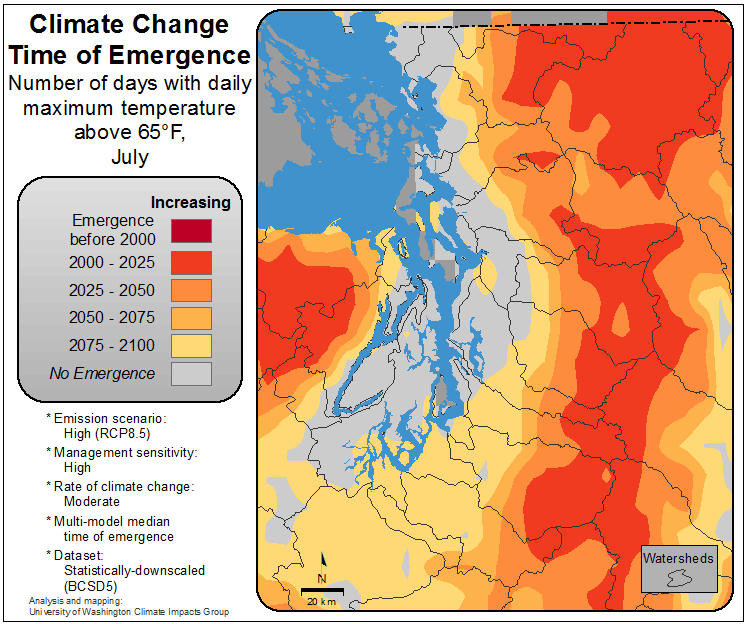 Climate Change
Time of Emergence
Number of days with daily
maximum temperature
above 65°F,
July
Increasing
Emergence
before 2000
2000 - 2025
2025 - 2050
2050 - 2075
2075 - 2100
No Emergence
* Emission scenario:
High (RCP8.5)
* Management sensitivity:
High
* Rate of climate change:
Moderate
* Multi-model median
time of emergence
* Dataset:
Statistically-downscaled
(BCSD5)
Analysis and mapping:
University of Washington Climate Impacts Group
N
20 km
Watersheds